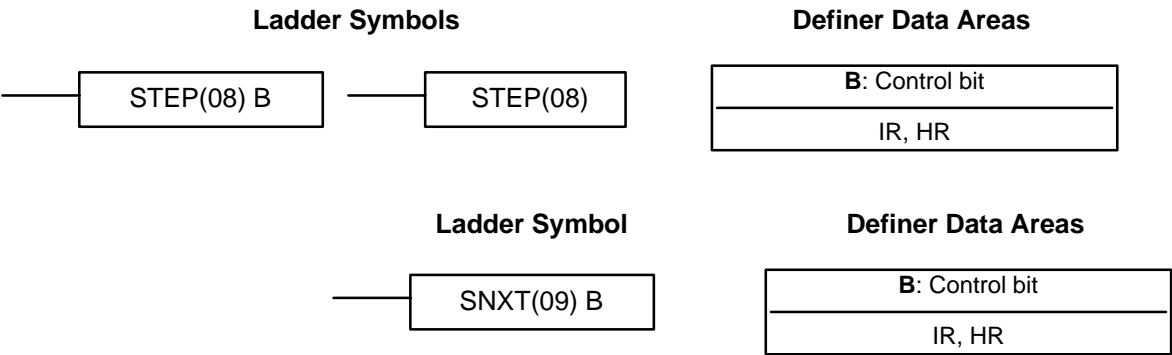 Ladder Symbols
Definer Data Areas
STEP(08) B
STEP(08)
B: Control bit
IR, HR
Ladder Symbol
Definer Data Areas
SNXT(09) B
B: Control bit
IR, HR